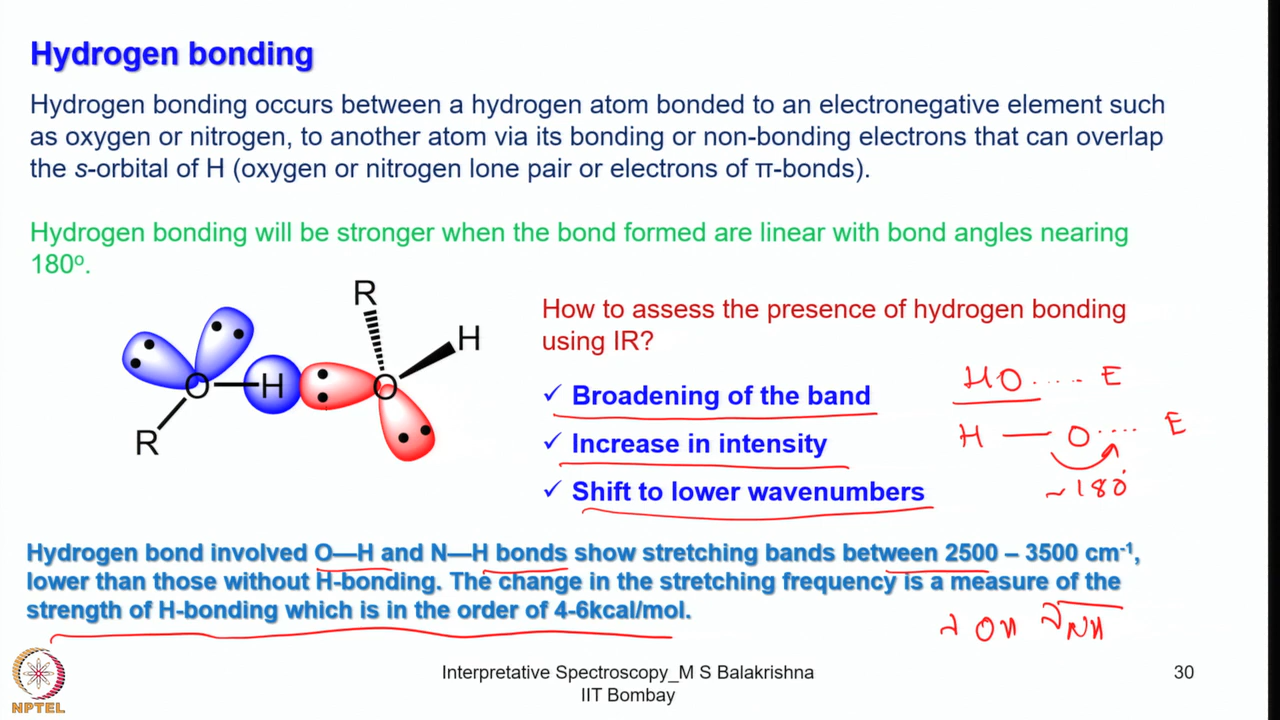 Hydrogen bonding
Hydrogen bonding occurs between a hydrogen atom bonded to an electronegative element such
as oxygen or nitrogen, to another atom via its bonding or non-bonding electrons that can overlap
the s-orbital of H (oxygen or nitrogen lone pair or electrons of π-bonds).
Hydrogen bonding will be stronger when the bond formed are linear with bond angles nearing
180º.
R
H
O—H
O
R
How to assess the presence of hydrogen bonding
using IR?
✓ Broadening of the band
✓ Increase in intensity
✓ Shift to lower wavenumbers
HO .... E
H — O .... E
~180°
Hydrogen bond involved O—H and N—H bonds show stretching bands between 2500 – 3500 cm⁻¹,
lower than those without H-bonding. The change in the stretching frequency is a measure of the
strength of H-bonding which is in the order of 4-6kcal/mol.
OH NH
Interpretative Spectroscopy_M S Balakrishna
IIT Bombay
30
NPTEL